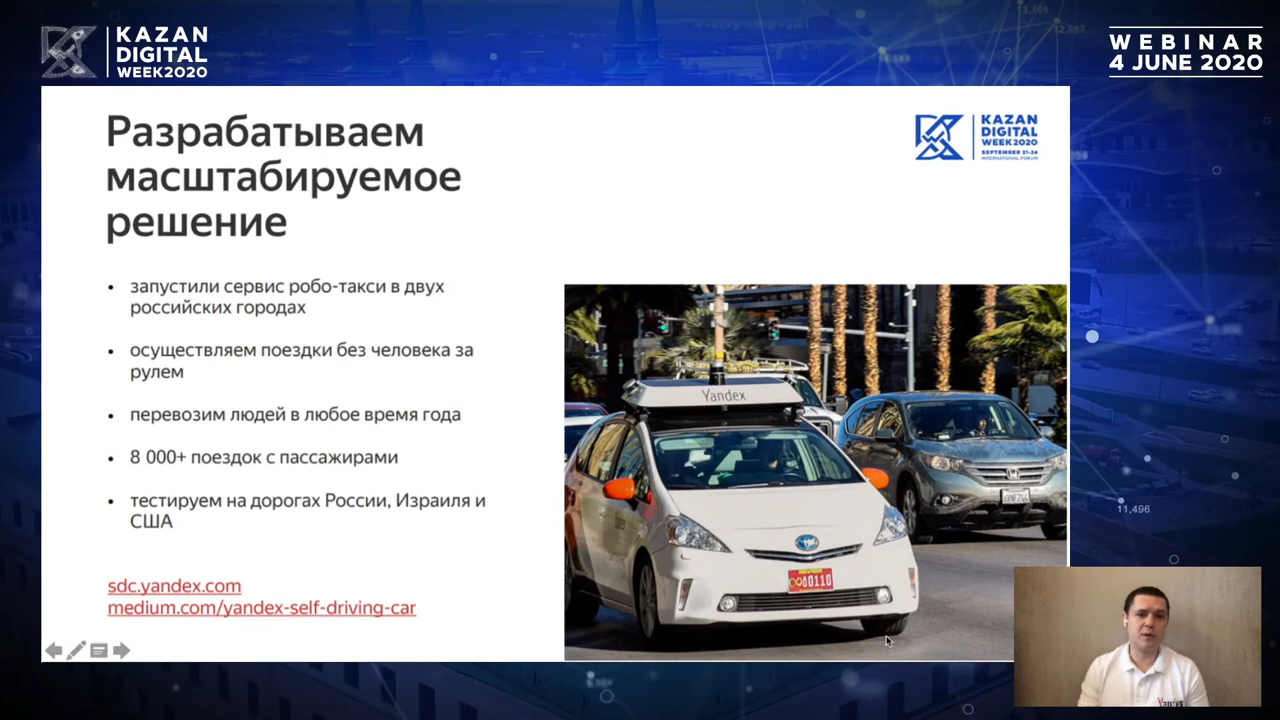 KAZAN
DIGITAL
WEEK2020
WEBINAR
4 JUNE 2020
Разрабатываем
масштабируемое
решение
KAZAN
DIGITAL
WEEK2020
SEPTEMBER 21-24
INTERNATIONAL FORUM
• запустили сервис робо-такси в двух
российских городах
• осуществляем поездки без человека за
рулем
• перевозим людей в любое время года
• 8 000+ поездок с пассажирами
• тестируем на дорогах России, Израиля и
США
sdc.yandex.com
medium.com/yandex-self-driving-car
Yandex
11,496